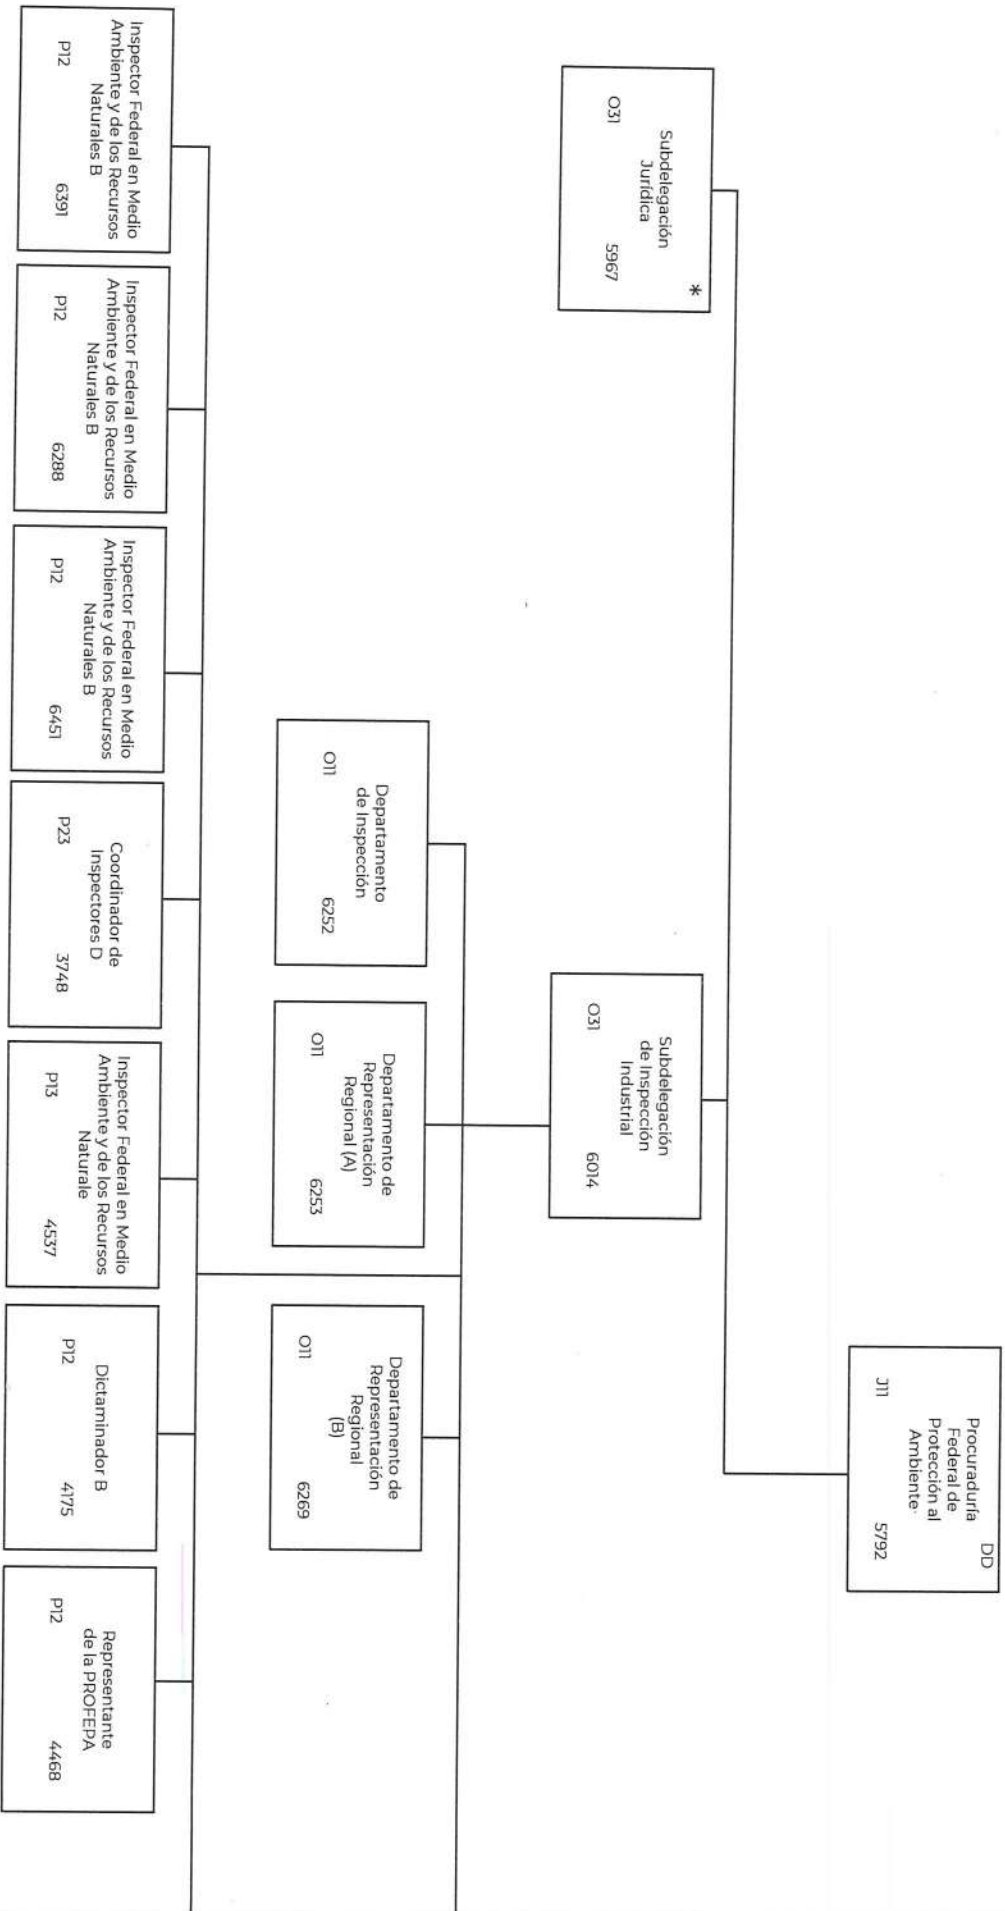 DD
Procuraduría
Federal de
Protección al
Ambiente
J11 5792
*
Subdelegación
Jurídica
O31 5967
Subdelegación
de Inspección
Industrial
O31 6014
Departamento
de Inspección
O11 6252
Departamento de
Representación
Regional (A)
O11 6253
Departamento de
Representación
Regional
(B)
O11 6269
Inspector Federal en Medio
Ambiente y de los Recursos
Naturales B
P12 6391
Inspector Federal en Medio
Ambiente y de los Recursos
Naturales B
P12 6288
Inspector Federal en Medio
Ambiente y de los Recursos
Naturales B
P12 6451
Coordinador de
Inspectores D
P23 3748
Inspector Federal en Medio
Ambiente y de los Recursos
Naturale
P13 4537
Dictaminador B
P12 4175
Representante
de la PROFEPA
P12 4468